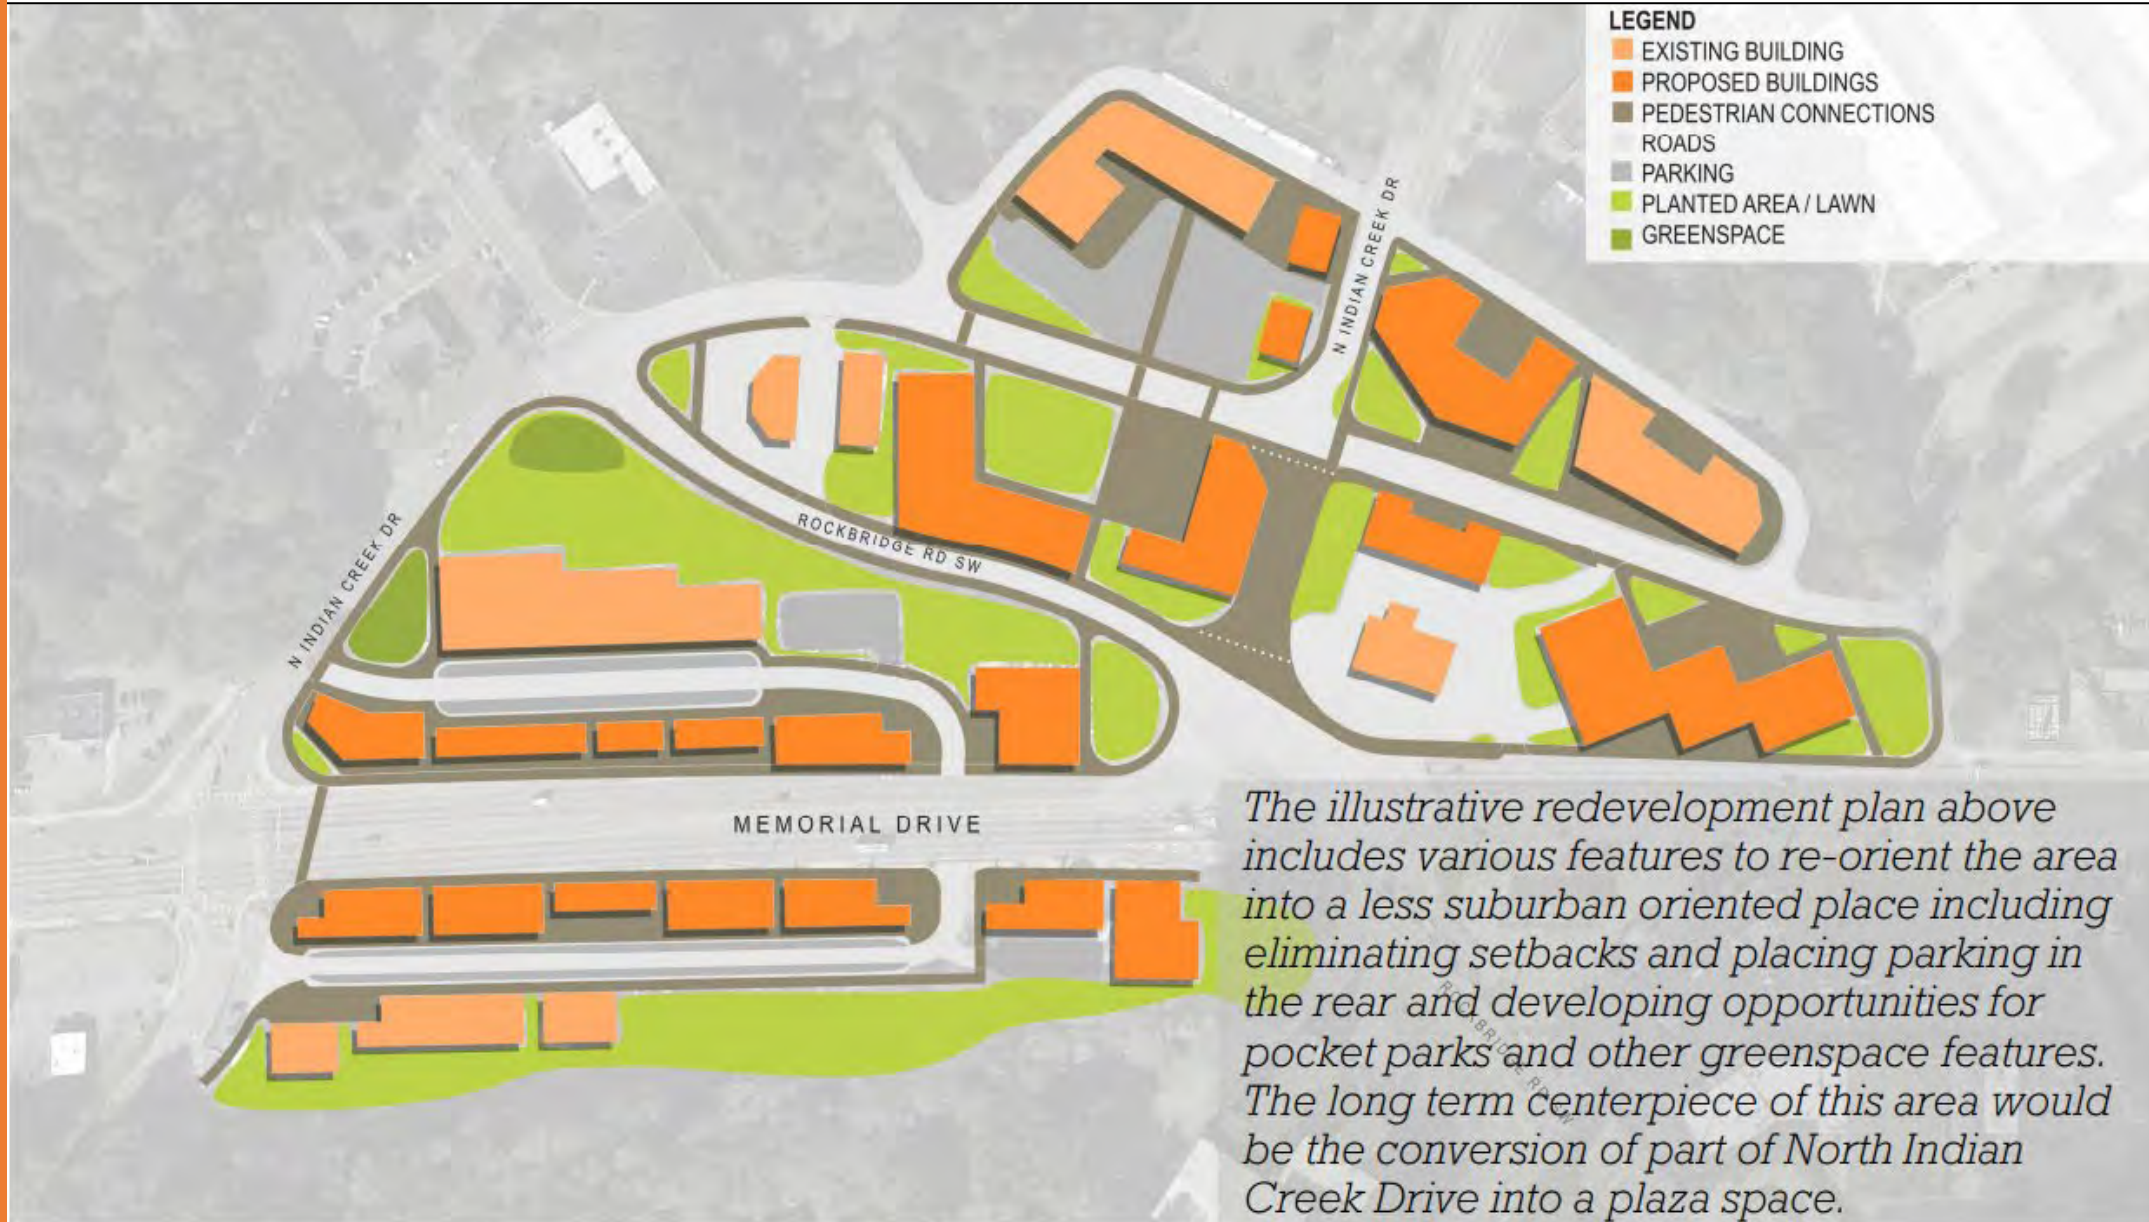 LEGEND
EXISTING BUILDING
PROPOSED BUILDINGS
PEDESTRIAN CONNECTIONS
ROADS
PARKING
PLANTED AREA / LAWN
GREENSPACE
N INDIAN CREEK DR
ROCKBRIDGE RD SW
N INDIAN CREEK DR
MEMORIAL DRIVE
The illustrative redevelopment plan above
includes various features to re-orient the area
into a less suburban oriented place including
eliminating setbacks and placing parking in
the rear and developing opportunities for
pocket parks and other greenspace features.
The long term centerpiece of this area would
be the conversion of part of North Indian
Creek Drive into a plaza space.
ROCKBRIDGE RD SW